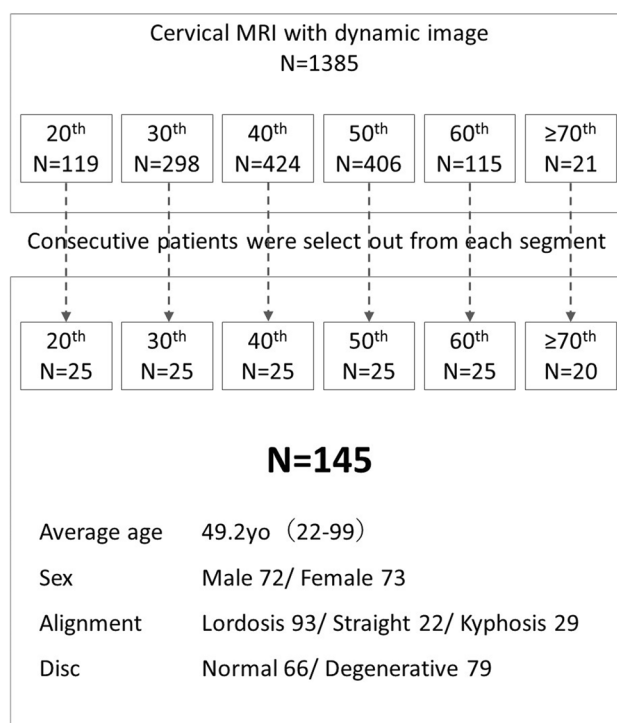 Cervical MRI with dynamic image
N=1385
20th 30th 40th 50th 60th ≥70th
N=119 N=298 N=424 N=406 N=115 N=21
Consecutive patients were select out from each segment
20th 30th 40th 50th 60th ≥70th
N=25 N=25 N=25 N=25 N=25 N=20
N=145
Average age 49.2yo（22-99）
Sex Male 72/ Female 73
Alignment Lordosis 93/ Straight 22/ Kyphosis 29
Disc Normal 66/ Degenerative 79